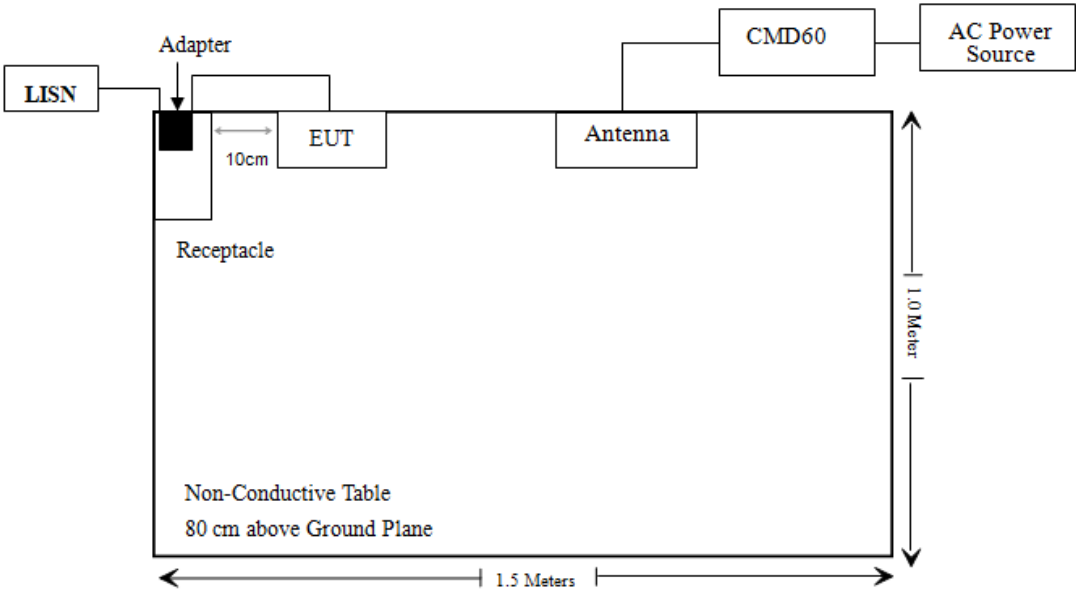 CMD60
AC Power
Source
Adapter
LISN
EUT
Antenna
10cm
Receptacle
1.0 Meter
Non-Conductive Table
80 cm above Ground Plane
1.5 Meters